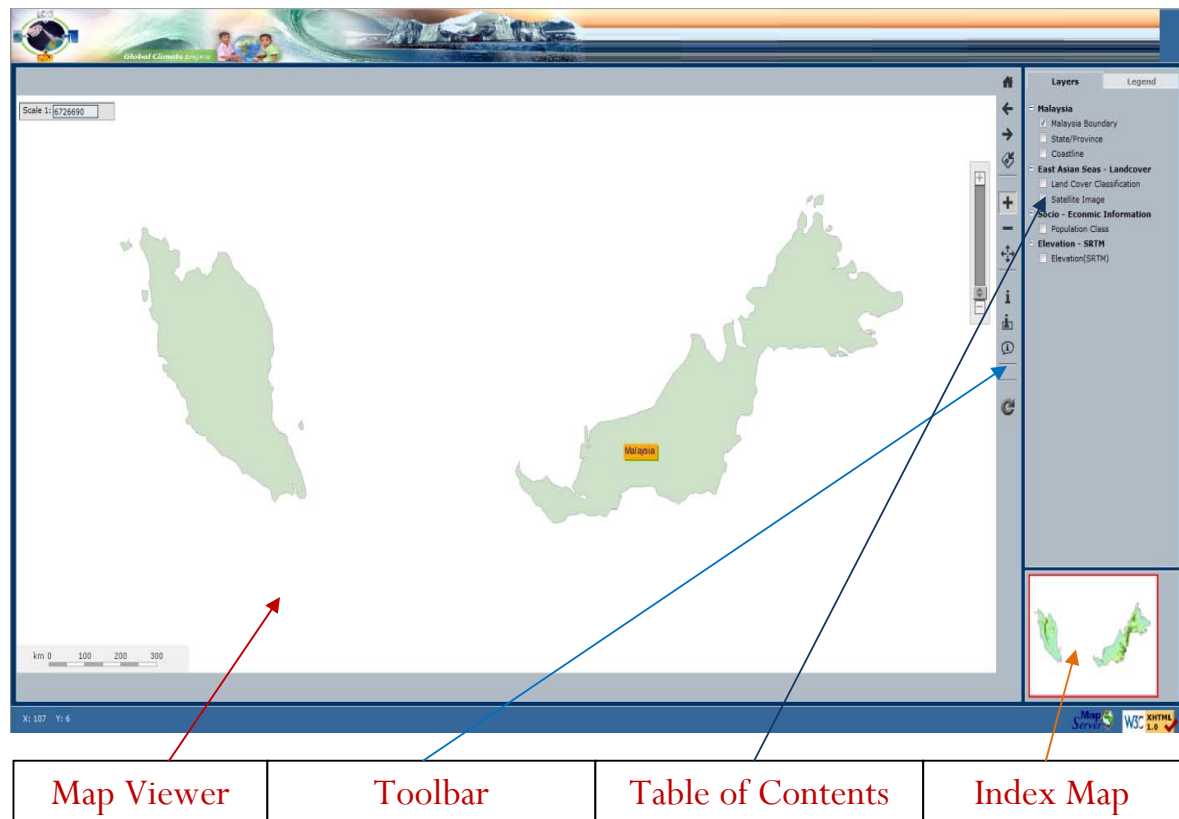 Global Climate Engine
Scale 1: 6726690
Layers Legend
Malaysia
Malaysia Boundary
State/Province
Coastline
East Asian Seas - Landcover
Land Cover Classification
Satellite Image
Socio - Econmic Information
Population Class
Elevation - SRTM
Elevation(SRTM)
Malaysia
km 0 100 200 300
X: 107 Y: 6
Map Server
W3C XHTML 1.0
Map Viewer
Toolbar
Table of Contents
Index Map